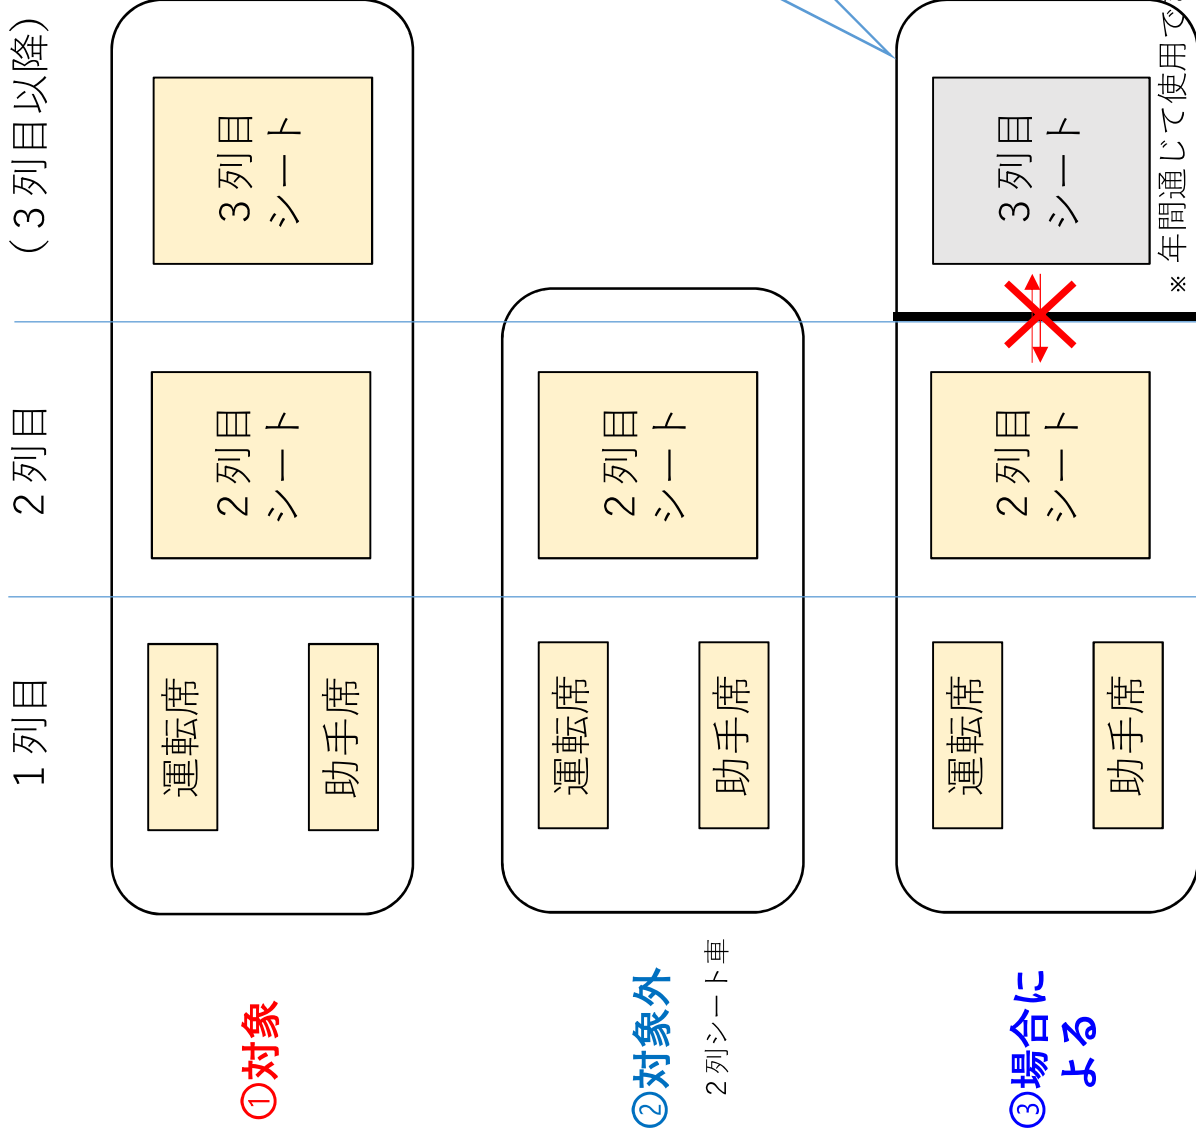 1列目
2列目
(3列目以降)
①対象
運転席
助手席
2列目
シート
3列目
シート
②対象外
2列シート車
運転席
助手席
2列目
シート
③場合に
よる
運転席
助手席
2列目
シート
3列目
シート
※ 年間通じて使用で